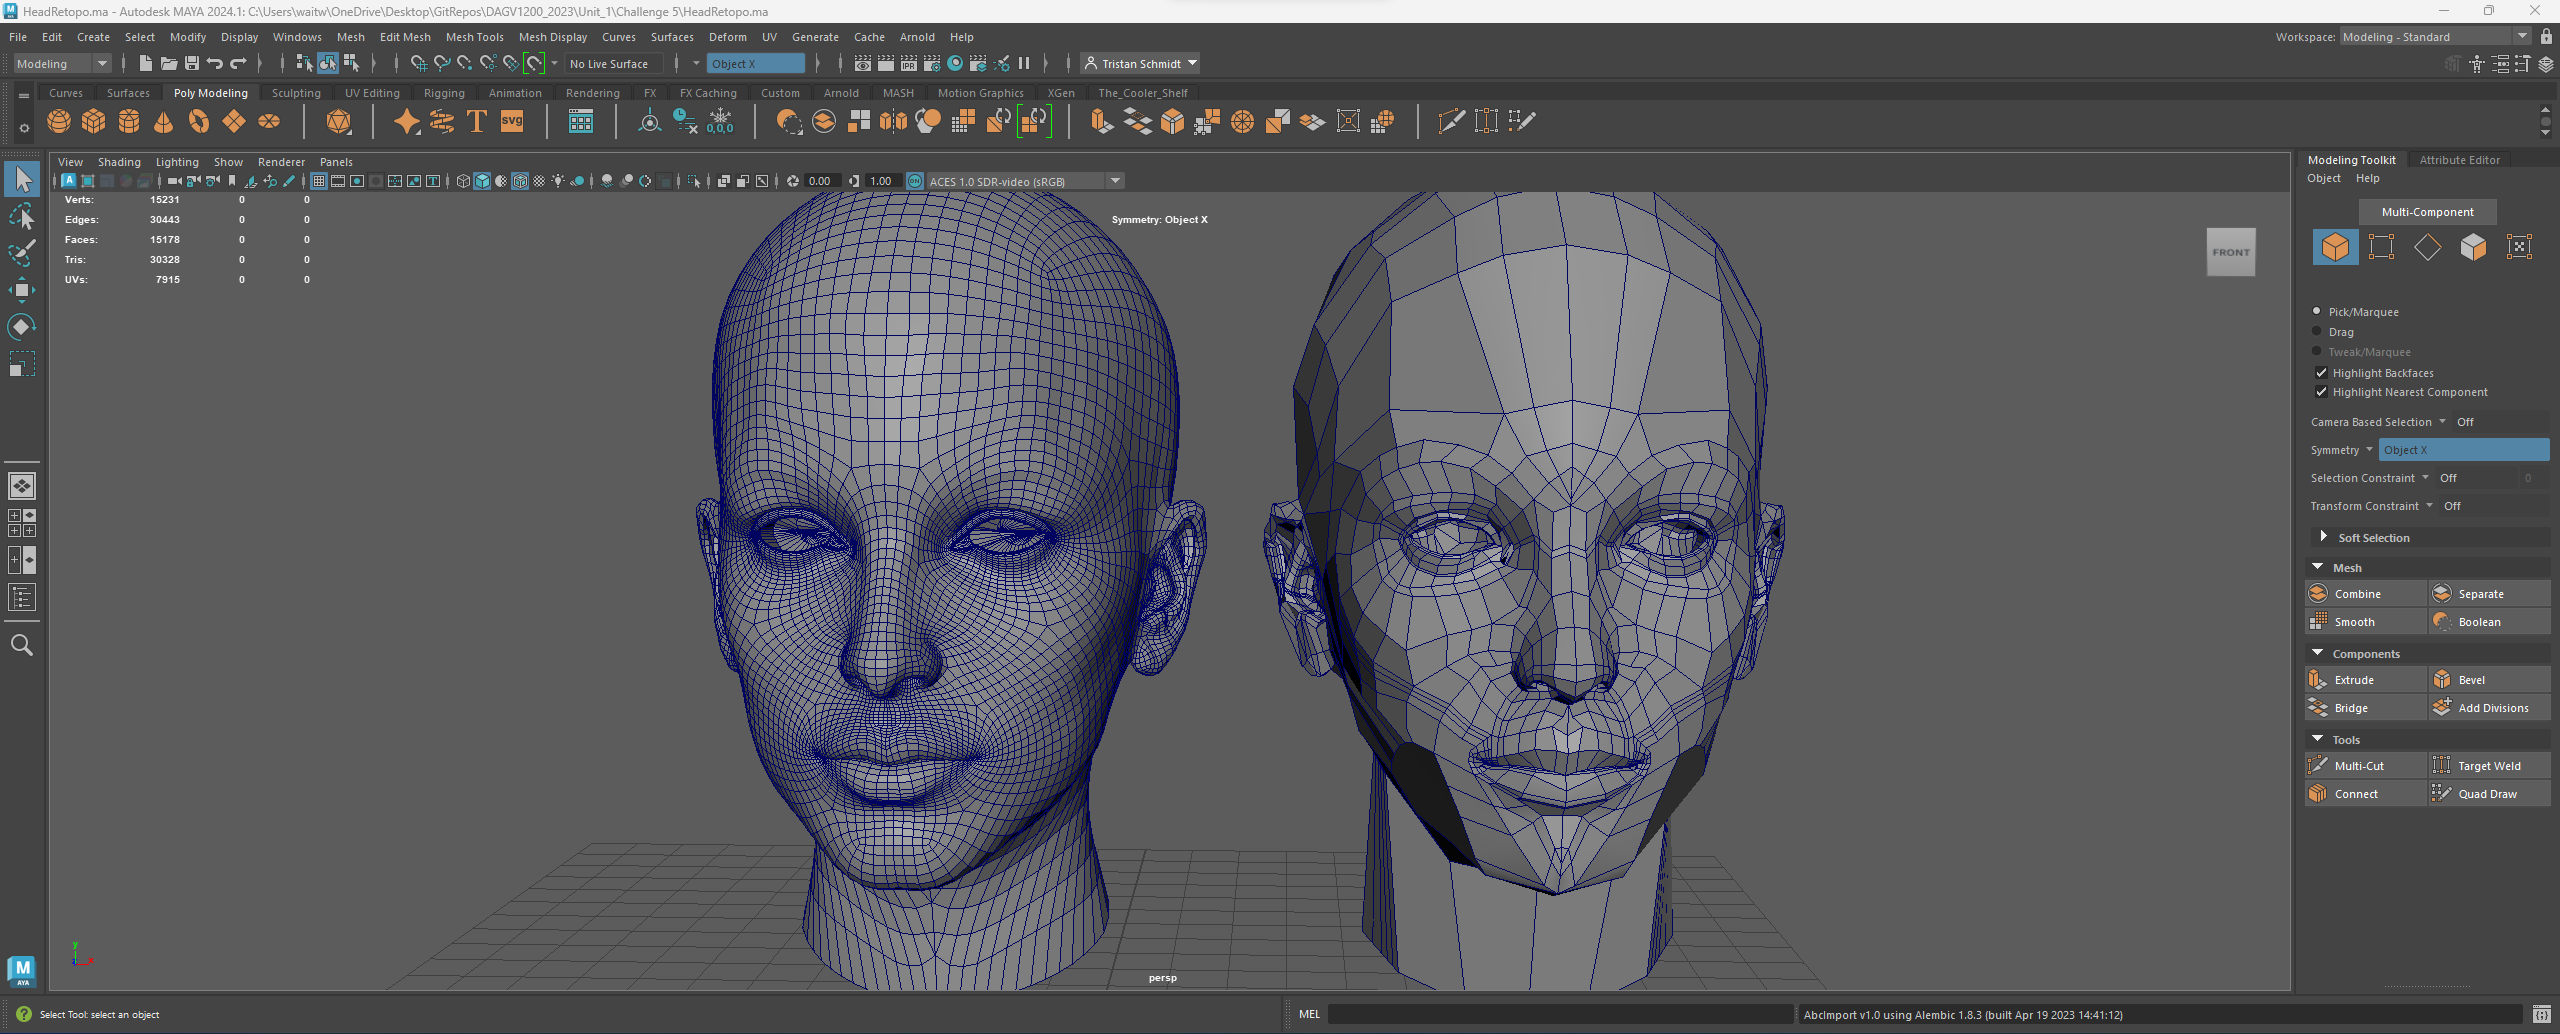 HeadRetopo.ma - Autodesk MAYA 2024.1: C:\Users\waitw\OneDrive\Desktop\GitRepos\DAGV1200_2023\Unit_1\Challenge 5\HeadRetopo.ma
File Edit Create Select Modify Display Windows Mesh Edit Mesh Mesh Tools Mesh Display Curves Surfaces Deform UV Generate Cache Arnold Help
Workspace: Modeling - Standard
Modeling No Live Surface Object X IPR Tristan Schmidt
Curves Surfaces Poly Modeling Sculpting UV Editing Rigging Animation Rendering FX FX Caching Custom Arnold MASH Motion Graphics XGen The_Cooler_Shelf
T SVG 0,0,0
View Shading Lighting Show Renderer Panels
0.00 1.00 ON ACES 1.0 SDR-video (sRGB)
Verts: 15231 0 0
Edges: 30443 0 0
Faces: 15178 0 0
Tris: 30328 0 0
UVs: 7915 0 0
Symmetry: Object X
FRONT
y
persp
Modeling Toolkit Attribute Editor
Object Help
Multi-Component
Pick/Marquee
Drag
Tweak/Marquee
Highlight Backfaces
Highlight Nearest Component
Camera Based Selection Off
Symmetry Object X
Selection Constraint Off 0
Transform Constraint Off
Soft Selection
Mesh
Combine Separate
Smooth Boolean
Components
Extrude Bevel
Bridge Add Divisions
Tools
Multi-Cut Target Weld
Connect Quad Draw
M
AYA
Select Tool: select an object
MEL
AbcImport v1.0 using Alembic 1.8.3 (built Apr 19 2023 14:41:12)